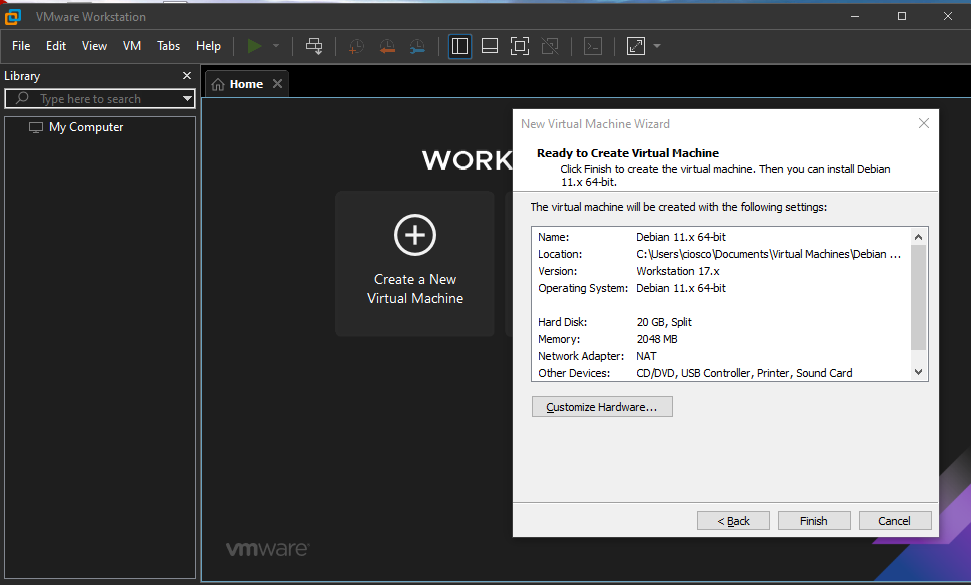 VMware Workstation
File Edit View VM Tabs Help
Library
Type here to search
My Computer
Home
WORK
Create a New
Virtual Machine
vmware
New Virtual Machine Wizard
Ready to Create Virtual Machine
Click Finish to create the virtual machine. Then you can install Debian
11.x 64-bit.
The virtual machine will be created with the following settings:
Name: Debian 11.x 64-bit
Location: C:\Users\ciosco\Documents\Virtual Machines\Debian ...
Version: Workstation 17.x
Operating System: Debian 11.x 64-bit
Hard Disk: 20 GB, Split
Memory: 2048 MB
Network Adapter: NAT
Other Devices: CD/DVD, USB Controller, Printer, Sound Card
Customize Hardware...
< Back Finish Cancel